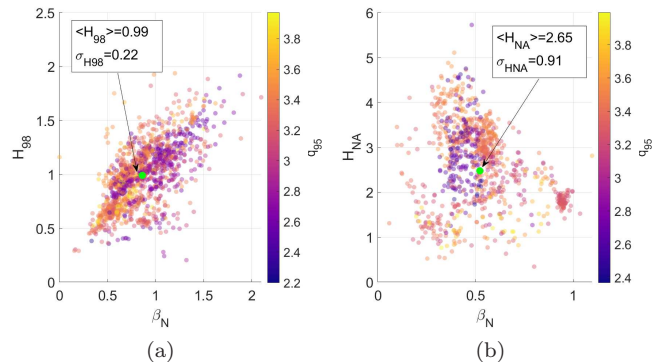 <H98>=0.99
σH98=0.22
H98
2.5
2
1.5
1
0.5
0
0 0.5 1 1.5 2
βN
3.8
3.6
3.4
3.2
3
2.8
2.6
2.4
2.2
q95
(a)
<HNA>=2.65
σHNA=0.91
HNA
6
5
4
3
2
1
0
0 0.5 1
βN
3.8
3.6
3.4
3.2
3
2.8
2.6
2.4
q95
(b)